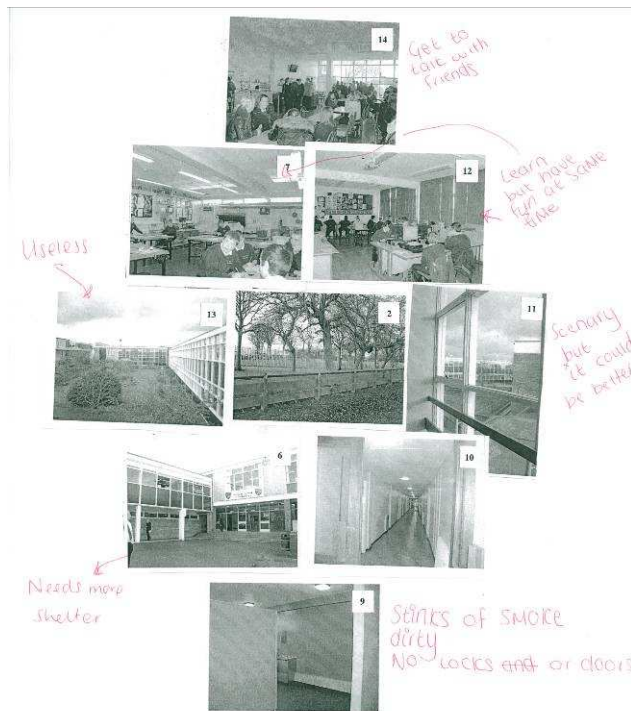 14
Get to
talk with
friends
7
12
Learn
but have
fun at same
time
Useless
13
2
11
Scenary
but
it could
be better
6
10
Needs more
shelter
9
Stinks of SMOKE
dirty
NO LOCKS and or doors